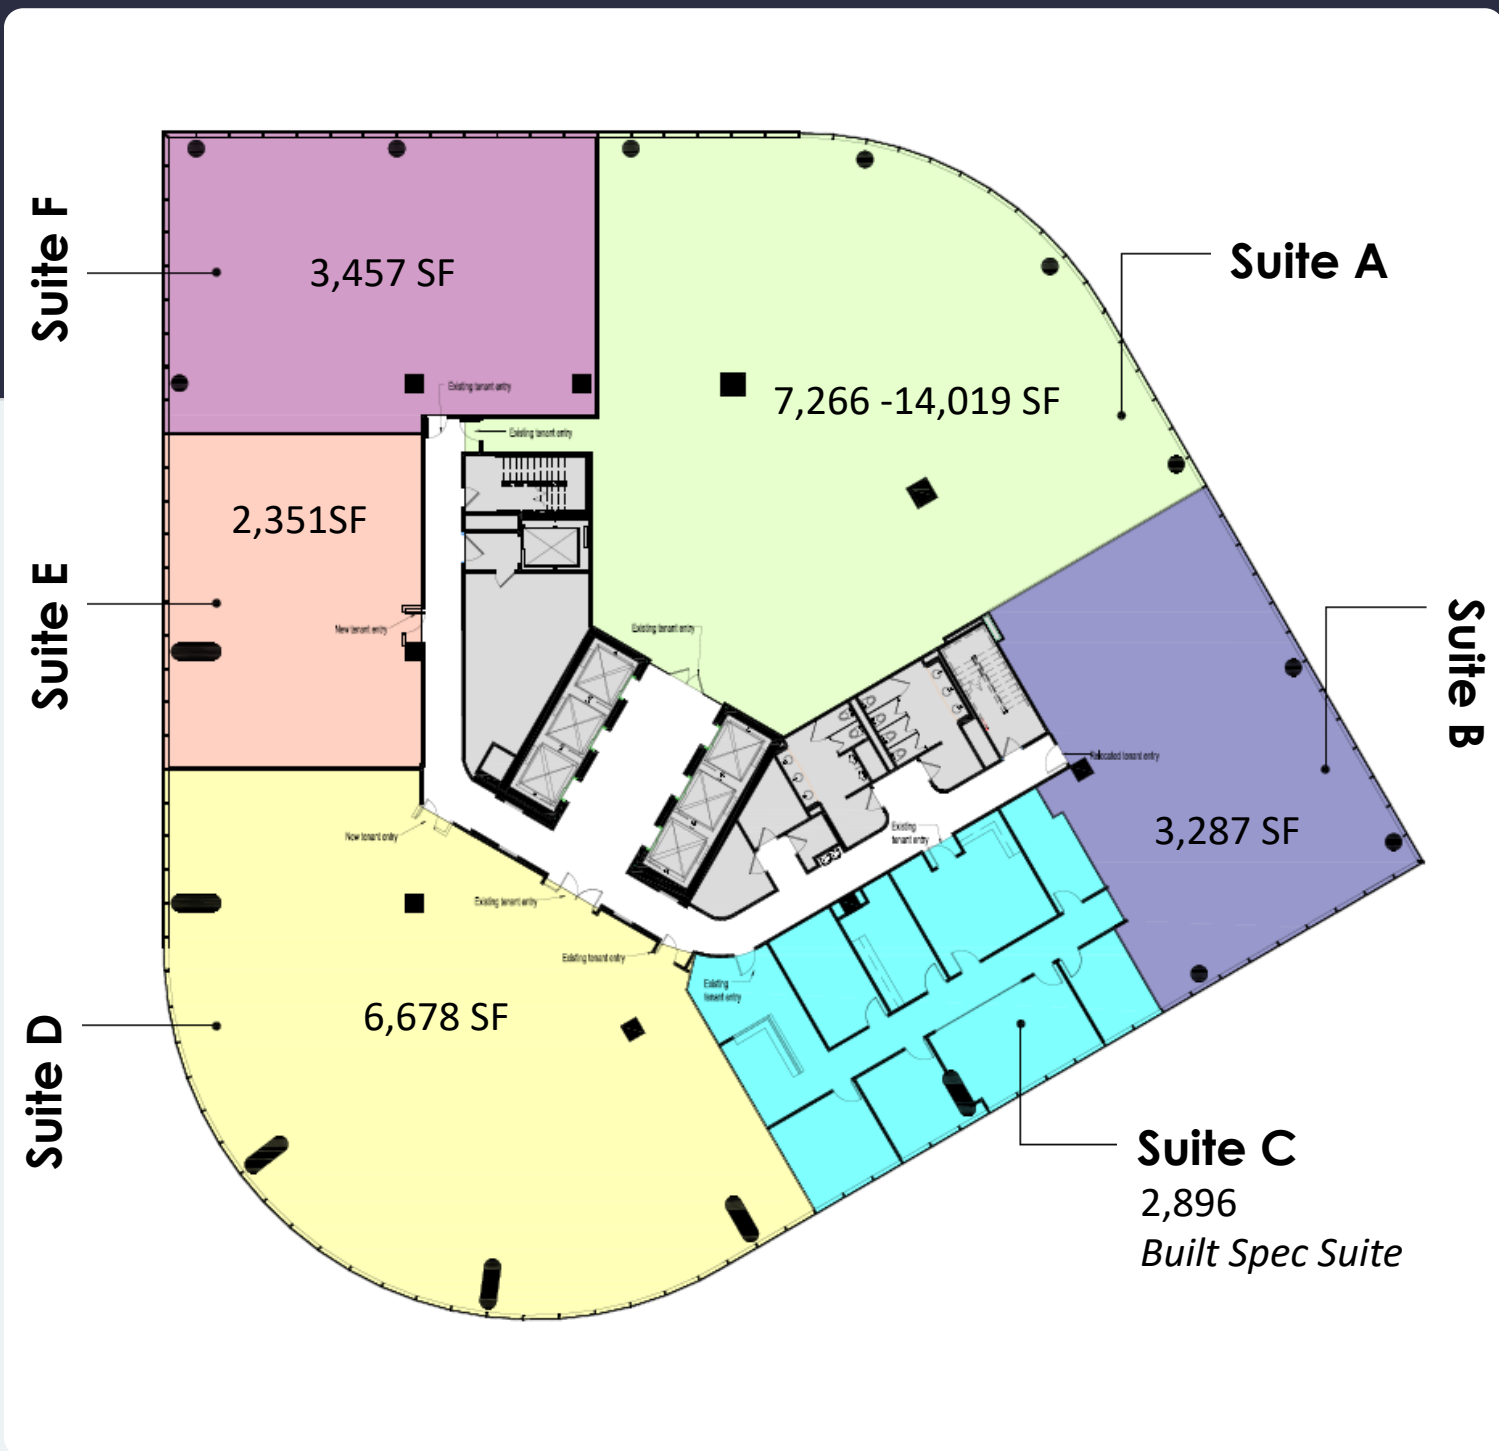 Suite F
3,457 SF
Suite A
7,266 -14,019 SF
Existing tenant entry
Existing tenant entry
2,351SF
Suite E
New tenant entry
Existing tenant entry
Suite B
Relocated tenant entry
3,287 SF
New tenant entry
Existing
tenant entry
Existing tenant entry
Existing tenant entry
Existing
tenant entry
6,678 SF
Suite D
Suite C
2,896
Built Spec Suite